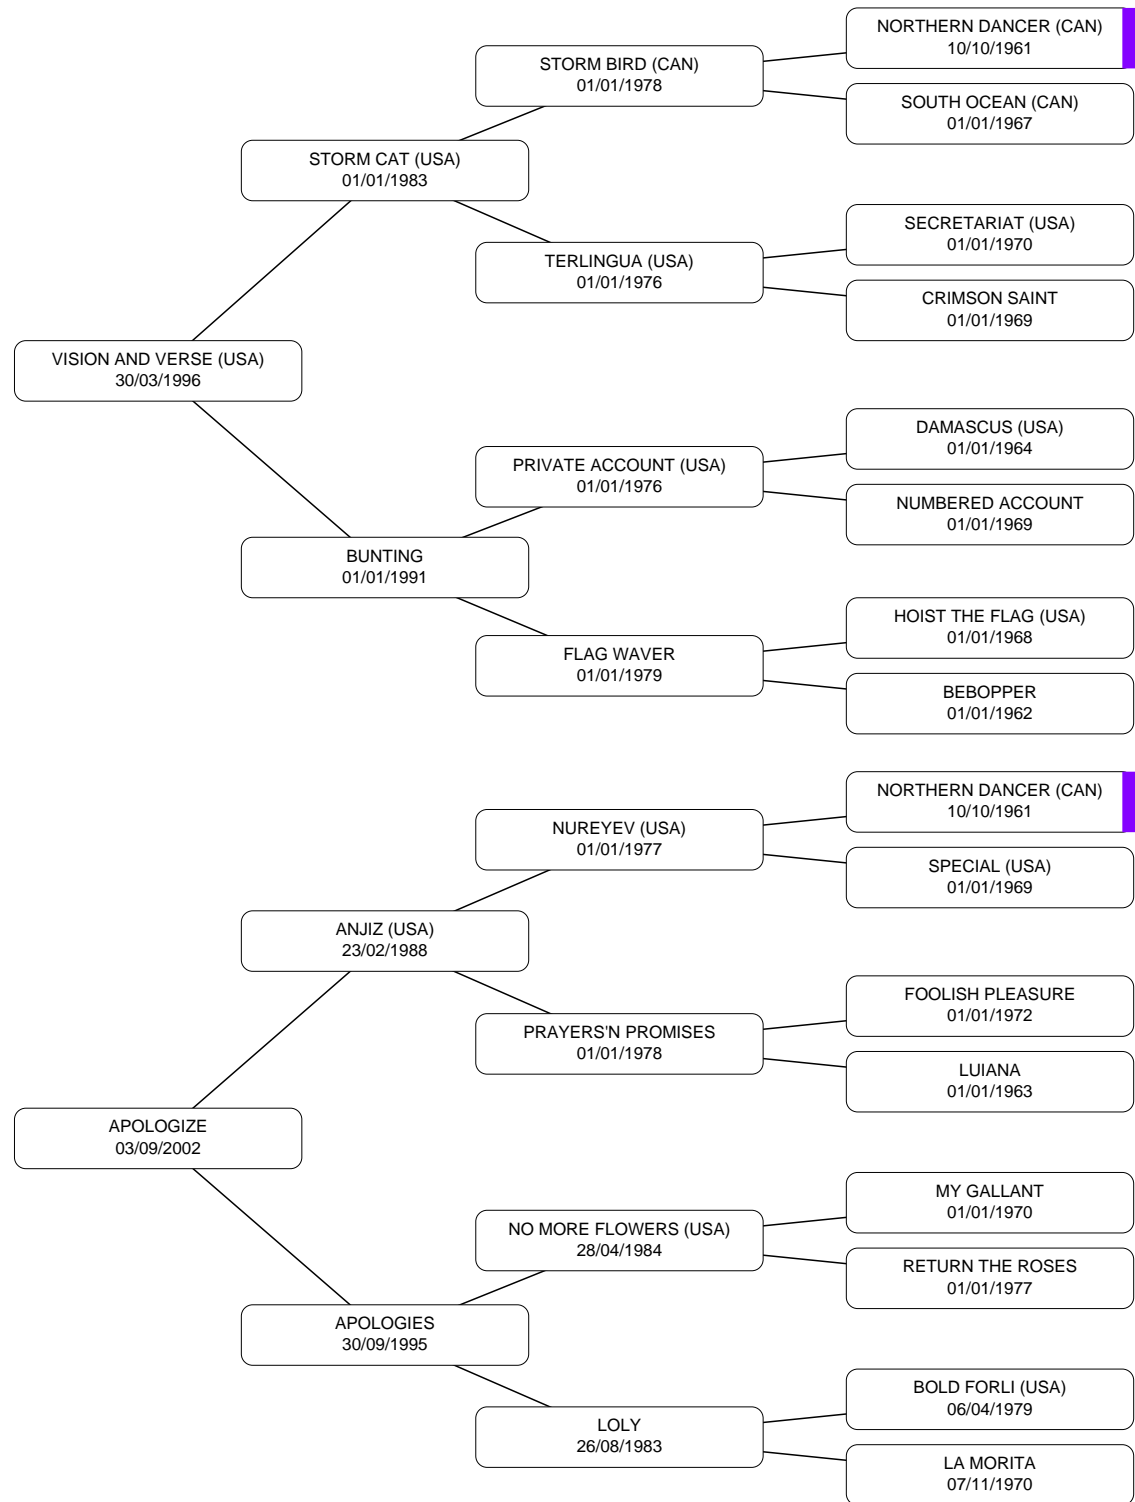 NORTHERN DANCER (CAN)
10/10/1961
STORM BIRD (CAN)
01/01/1978
SOUTH OCEAN (CAN)
01/01/1967
STORM CAT (USA)
01/01/1983
SECRETARIAT (USA)
01/01/1970
TERLINGUA (USA)
01/01/1976
CRIMSON SAINT
01/01/1969
VISION AND VERSE (USA)
30/03/1996
DAMASCUS (USA)
01/01/1964
PRIVATE ACCOUNT (USA)
01/01/1976
NUMBERED ACCOUNT
01/01/1969
BUNTING
01/01/1991
HOIST THE FLAG (USA)
01/01/1968
FLAG WAVER
01/01/1979
BEBOPPER
01/01/1962
NORTHERN DANCER (CAN)
10/10/1961
NUREYEV (USA)
01/01/1977
SPECIAL (USA)
01/01/1969
ANJIZ (USA)
23/02/1988
FOOLISH PLEASURE
01/01/1972
PRAYERS'N PROMISES
01/01/1978
LUIANA
01/01/1963
APOLOGIZE
03/09/2002
MY GALLANT
01/01/1970
NO MORE FLOWERS (USA)
28/04/1984
RETURN THE ROSES
01/01/1977
APOLOGIES
30/09/1995
BOLD FORLI (USA)
06/04/1979
LOLY
26/08/1983
LA MORITA
07/11/1970